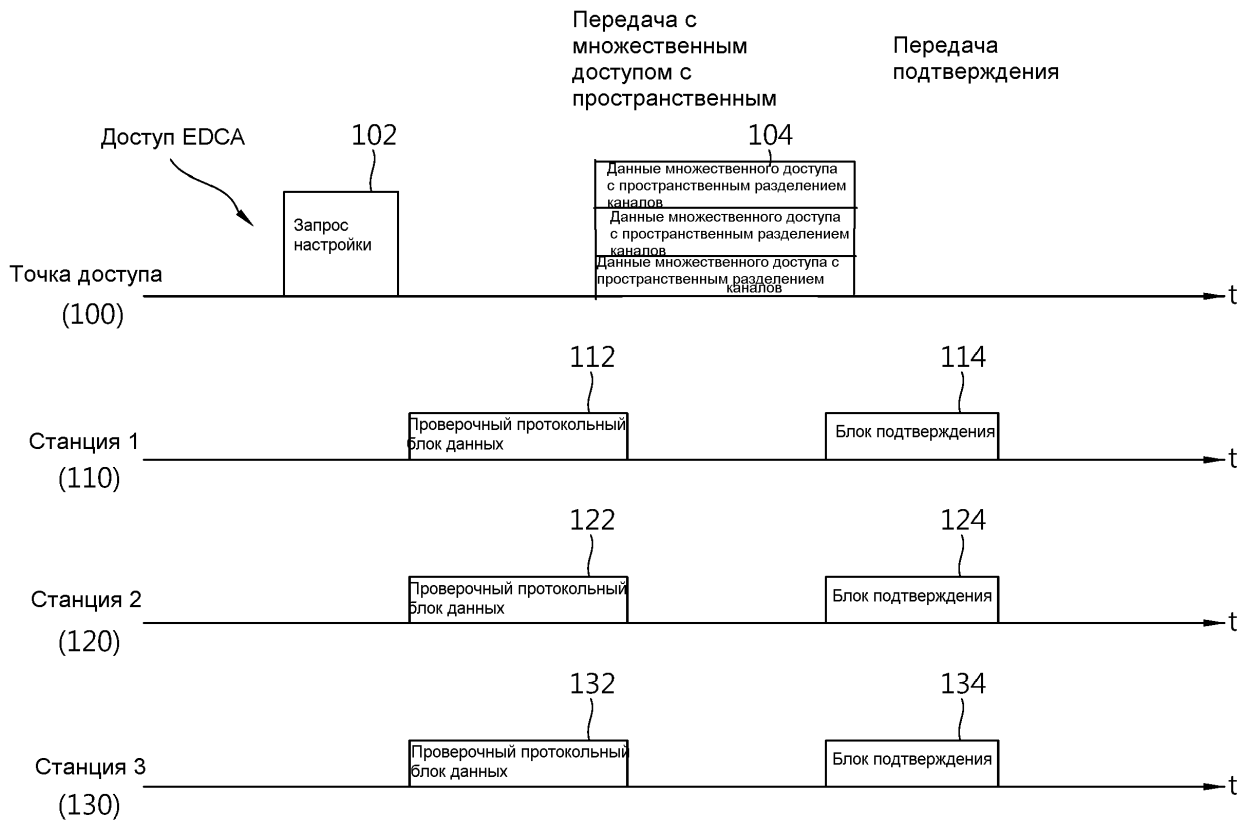 Передача с
множественным
доступом с
пространственным
Передача
подтверждения
Доступ EDCA
102
104
Запрос
настройки
Данные множественного доступа
с пространственным разделением
каналов
Данные множественного доступа
с пространственным разделением
каналов
Данные множественного доступа с
пространственным разделением
каналов
Точка доступа
(100)
t
112
114
Станция 1
(110)
Проверочный протокольный
блок данных
Блок подтверждения
t
122
124
Станция 2
(120)
Проверочный протокольный
блок данных
Блок подтверждения
t
132
134
Станция 3
(130)
Проверочный протокольный
блок данных
Блок подтверждения
t